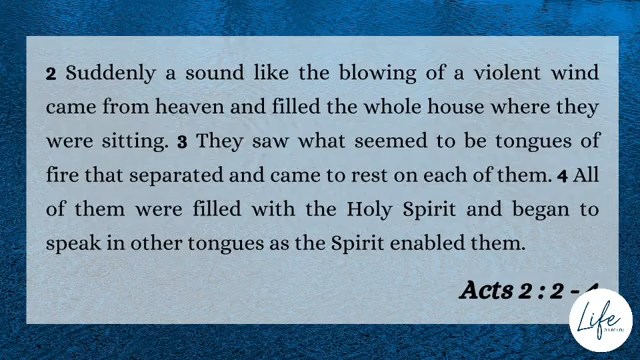 2 Suddenly a sound like the blowing of a violent wind
came from heaven and filled the whole house where they
were sitting. 3 They saw what seemed to be tongues of
fire that separated and came to rest on each of them. 4 All
of them were filled with the Holy Spirit and began to
speak in other tongues as the Spirit enabled them.
Acts 2 : 2 - 4
Life